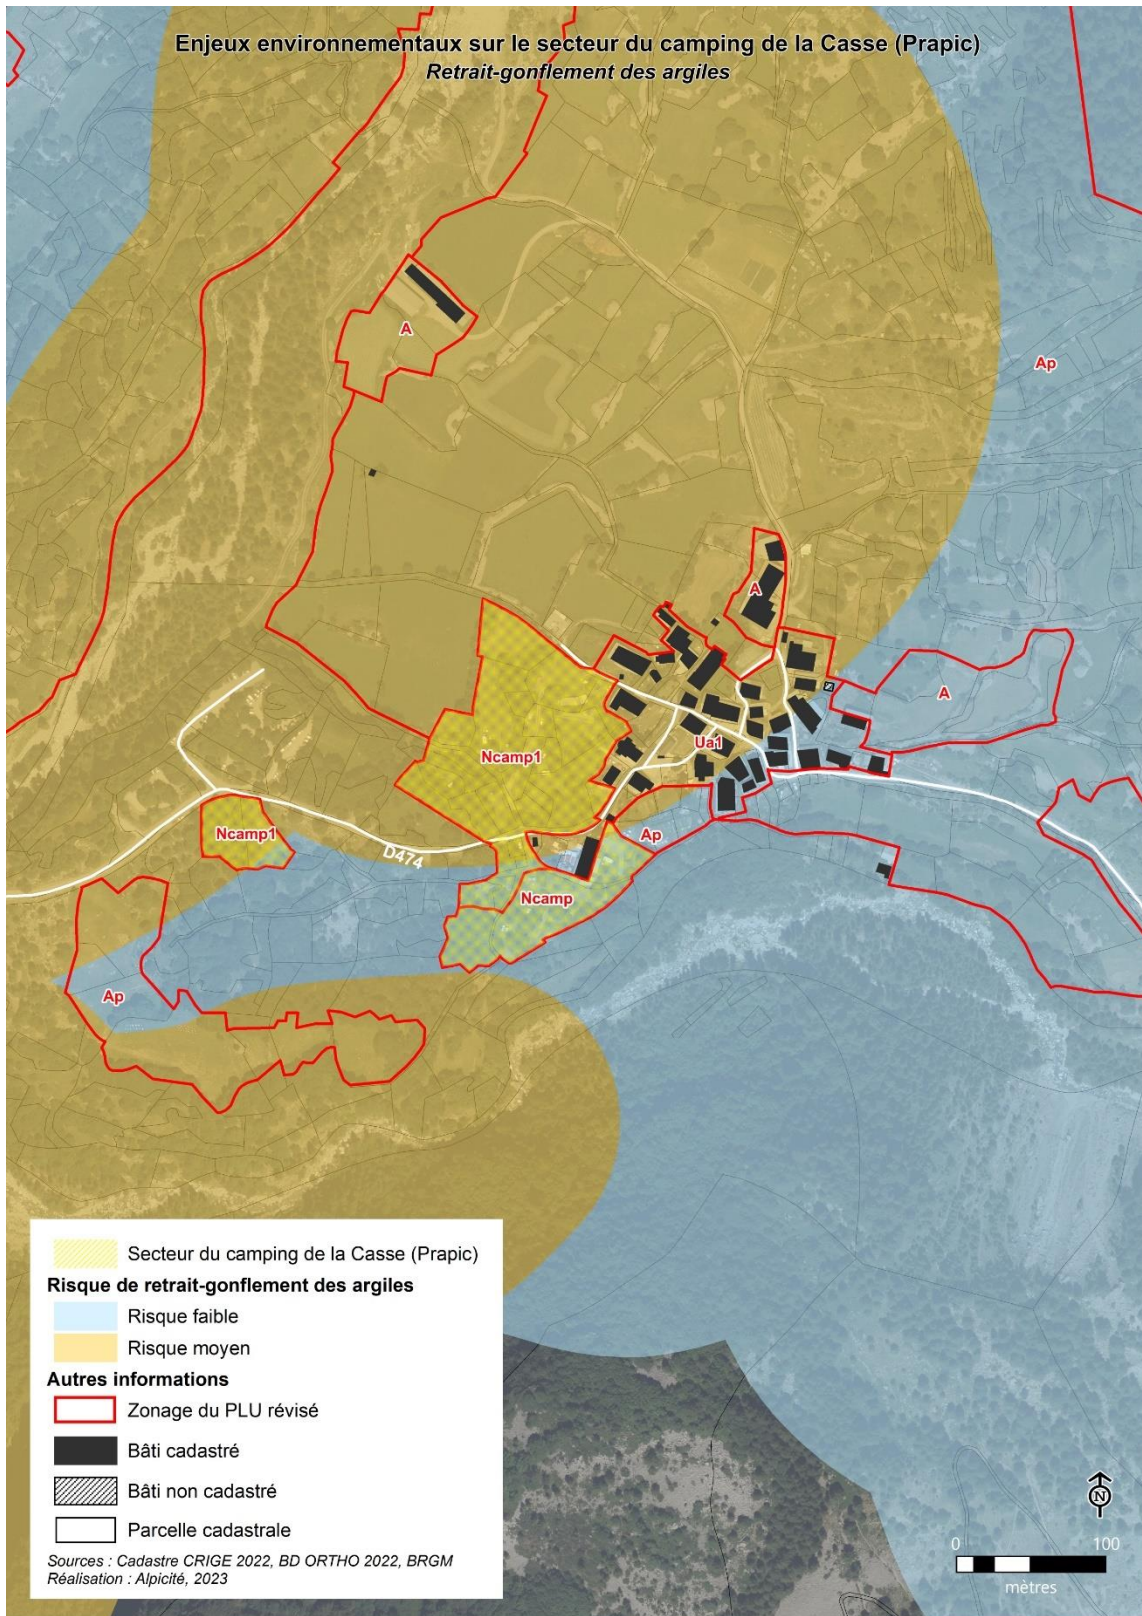 Enjeux environnementaux sur le secteur du camping de la Casse (Prapic)
Retrait-gonflement des argiles
A
Ap
A
A
Ncamp1
Ua1
Ncamp1
D474
Ap
Ncamp
Ap
Secteur du camping de la Casse (Prapic)
Risque de retrait-gonflement des argiles
Risque faible
Risque moyen
Autres informations
Zonage du PLU révisé
Bâti cadastré
Bâti non cadastré
Parcelle cadastrale
Sources : Cadastre CRIGE 2022, BD ORTHO 2022, BRGM
Réalisation : Alpicité, 2023
N
0 100
mètres